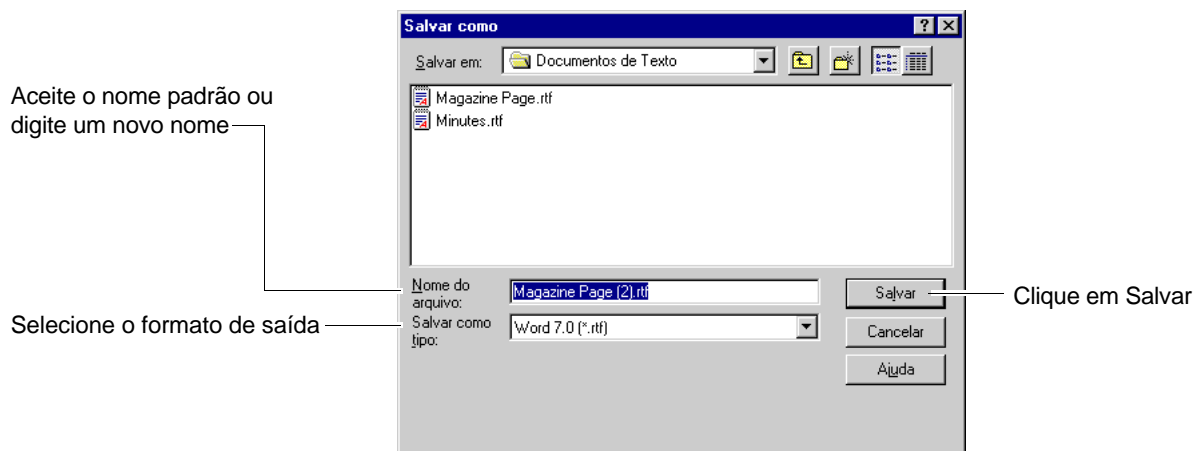 Salvar como
Salvar em: Documentos de Texto
Aceite o nome padrão ou
digite um novo nome
Magazine Page.rtf
Minutes.rtf
Nome do
arquivo:
Magazine Page (2).rtf
Salvar
Clique em Salvar
Selecione o formato de saída
Salvar como
tipo:
Word 7.0 (*.rtf)
Cancelar
Ajuda